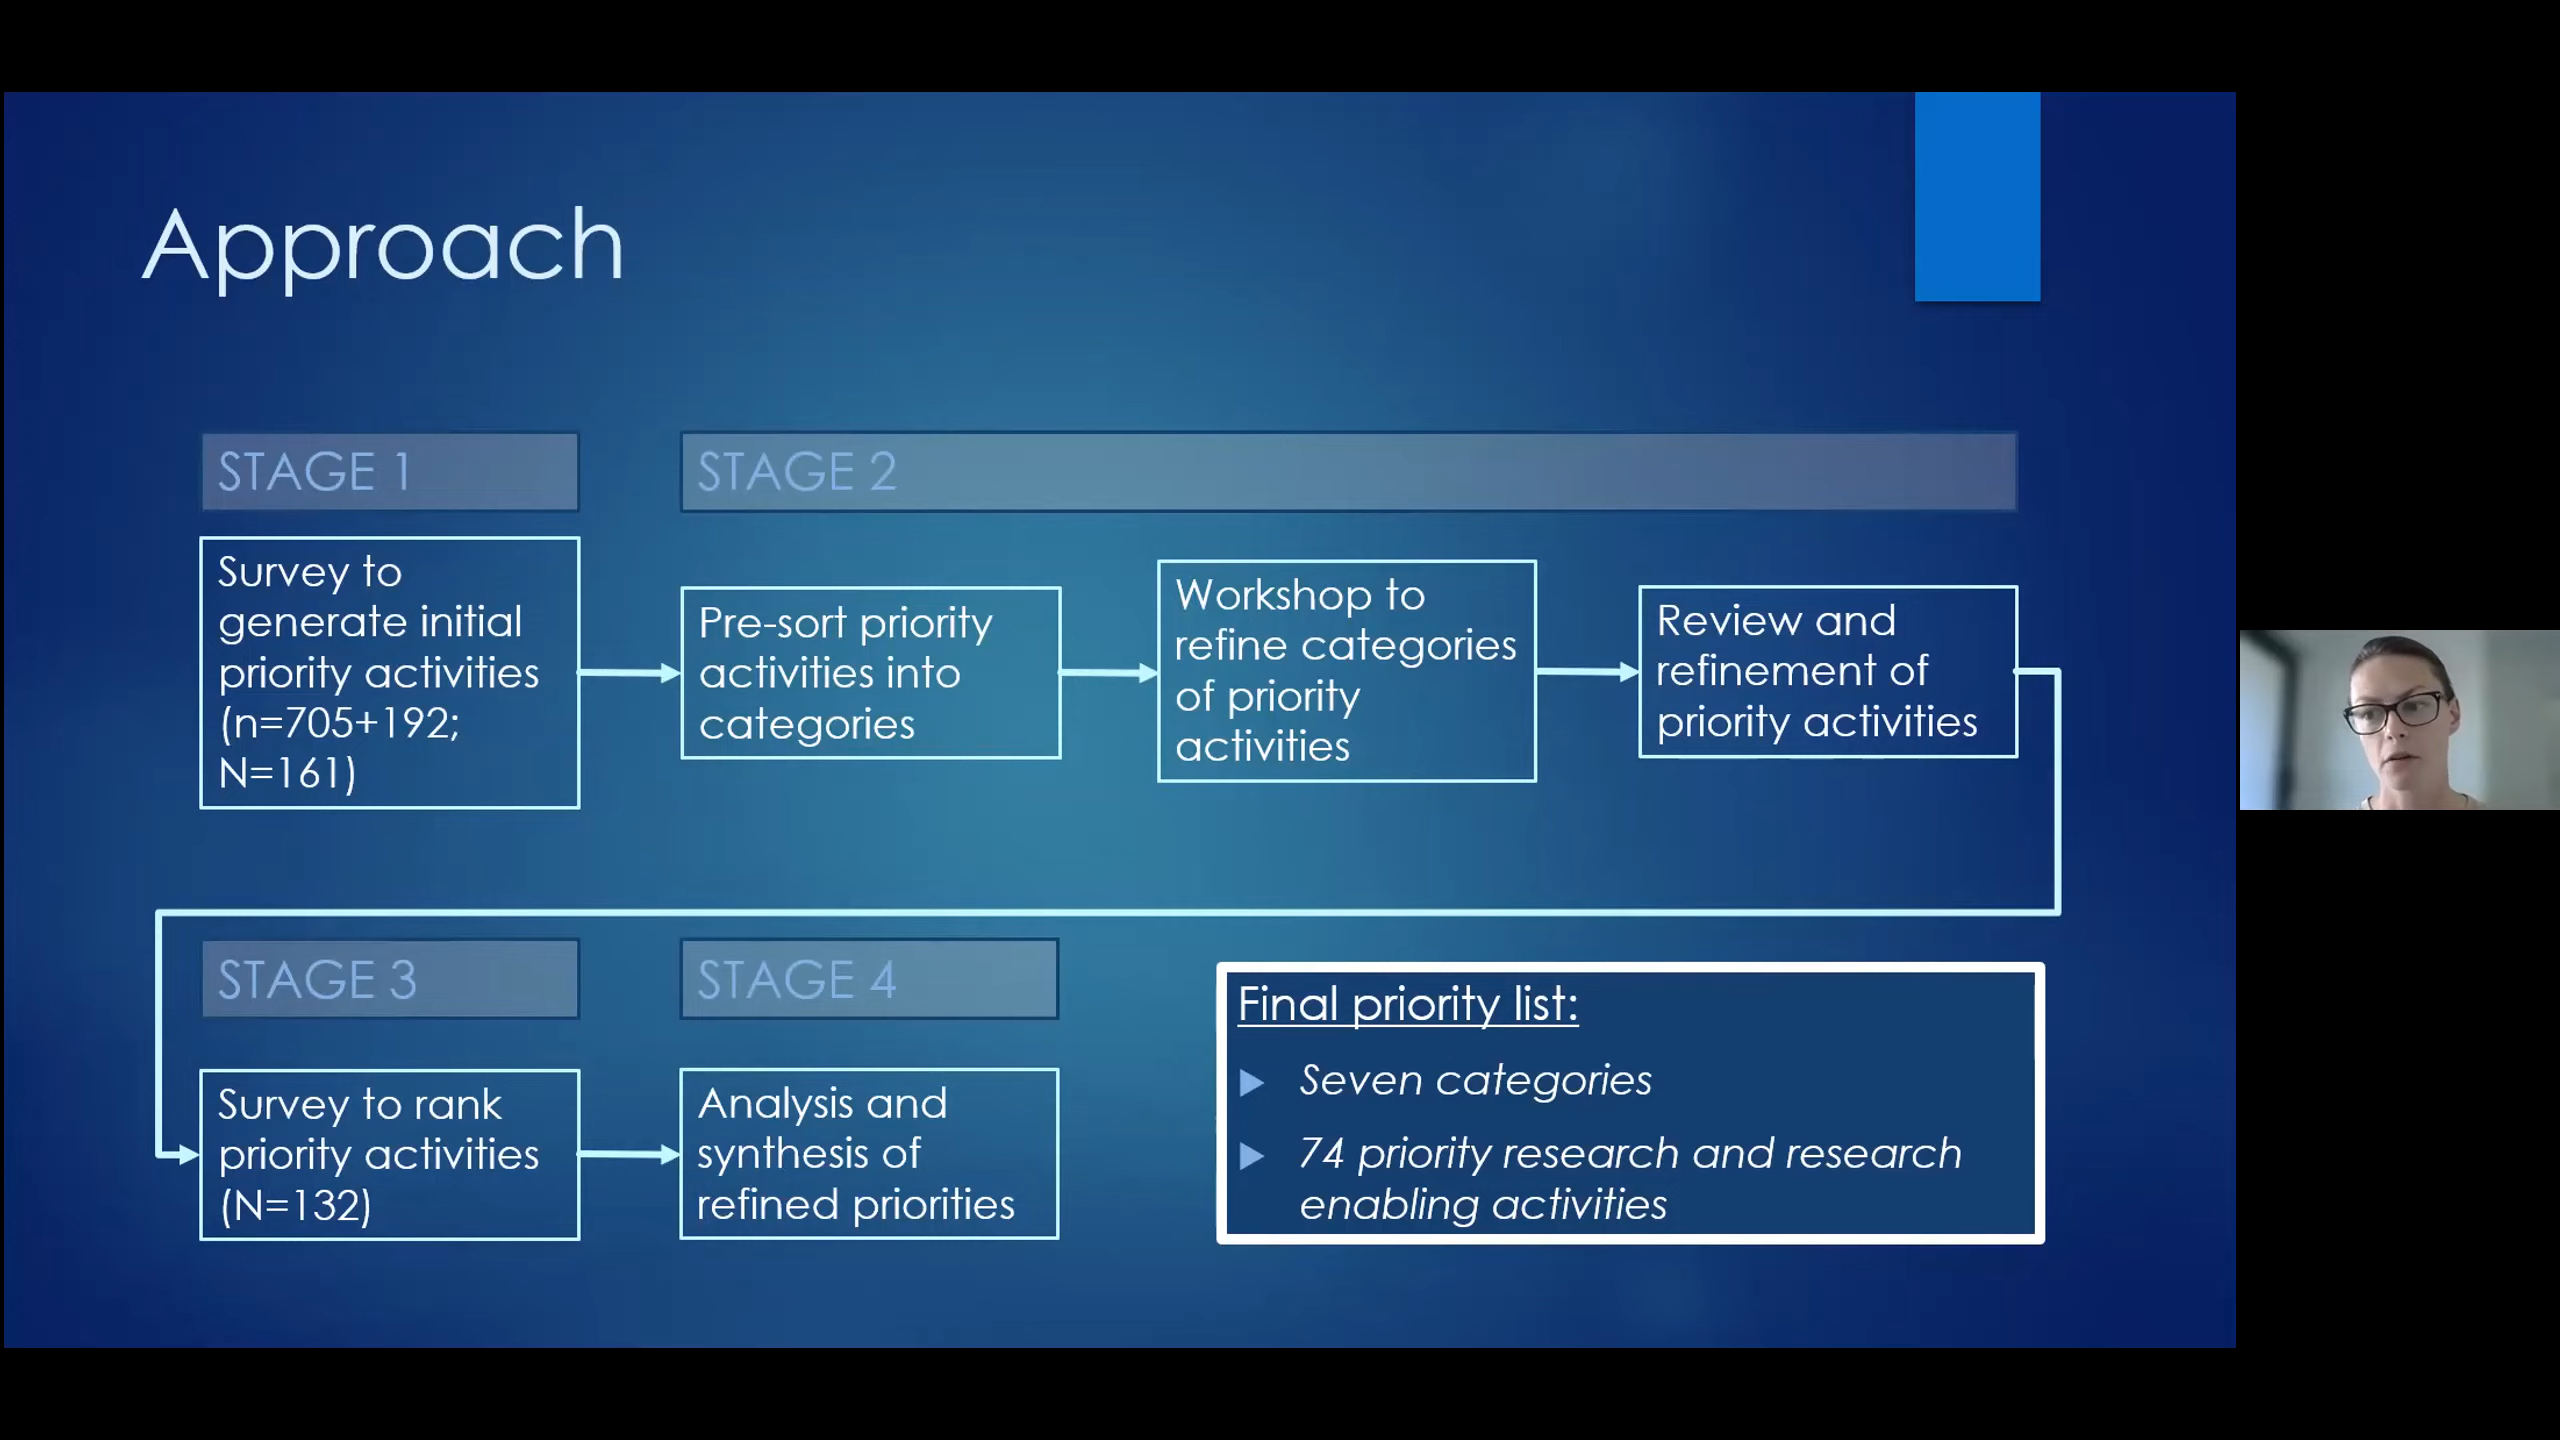 Approach
STAGE 1
STAGE 2
Survey to
generate initial
priority activities
(n=705+192;
N=161)
Pre-sort priority
activities into
categories
Workshop to
refine categories
of priority
activities
Review and
refinement of
priority activities
STAGE 3
STAGE 4
Survey to rank
priority activities
(N=132)
Analysis and
synthesis of
refined priorities
Final priority list:
Seven categories
74 priority research and research
enabling activities